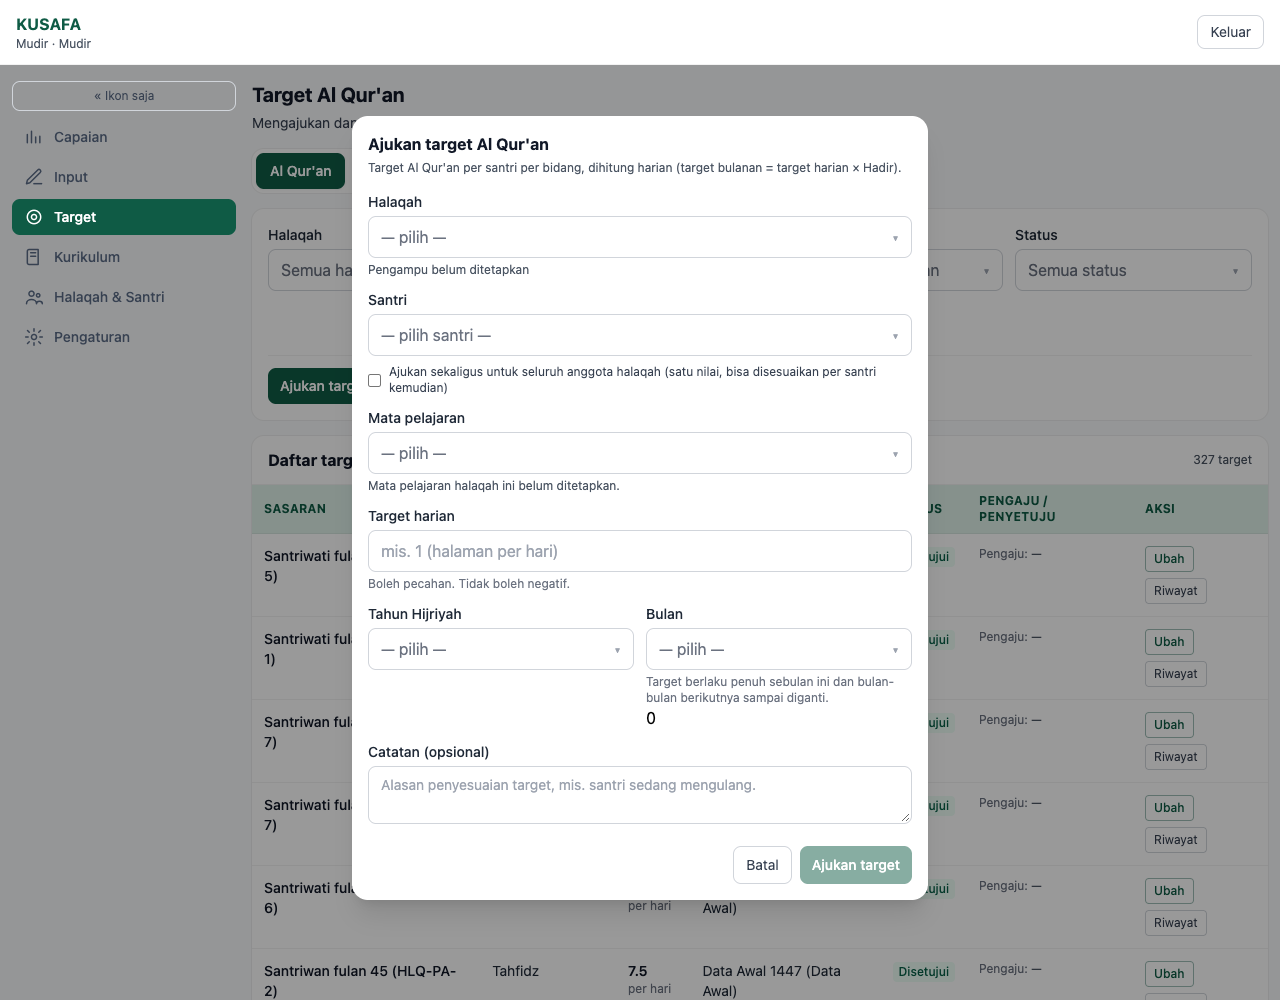 KUSAFA
Mudir · Mudir
Keluar
« Ikon saja
Capaian
Input
Target
Kurikulum
Halaqah & Santri
Pengaturan
Target Al Qur'an
Mengajukan dan
Al Qur'an
Halaqah
Semua ha
an
Status
Semua status
Ajukan targ
Daftar targ
327 target
SASARAN
US
PENGAJU /
PENYETUJU
AKSI
Santriwati ful
5)
ujui
Pengaju: —
Ubah
Riwayat
Santriwati ful
1)
ujui
Pengaju: —
Ubah
Riwayat
Santriwan ful
7)
ujui
Pengaju: —
Ubah
Riwayat
Santriwati ful
7)
ujui
Pengaju: —
Ubah
Riwayat
Santriwati ful
6)
per hari
Awal)
ujui
Pengaju: —
Ubah
Riwayat
Santriwan fulan 45 (HLQ-PA-
2)
Tahfidz
7.5
per hari
Data Awal 1447 (Data
Awal)
Disetujui
Pengaju: —
Ubah
Ajukan target Al Qur'an
Target Al Qur'an per santri per bidang, dihitung harian (target bulanan = target harian × Hadir).
Halaqah
— pilih —
Pengampu belum ditetapkan
Santri
— pilih santri —
Ajukan sekaligus untuk seluruh anggota halaqah (satu nilai, bisa disesuaikan per santri
kemudian)
Mata pelajaran
— pilih —
Mata pelajaran halaqah ini belum ditetapkan.
Target harian
mis. 1 (halaman per hari)
Boleh pecahan. Tidak boleh negatif.
Tahun Hijriyah
— pilih —
Bulan
— pilih —
Target berlaku penuh sebulan ini dan bulan-
bulan berikutnya sampai diganti.
0
Catatan (opsional)
Alasan penyesuaian target, mis. santri sedang mengulang.
Batal
Ajukan target